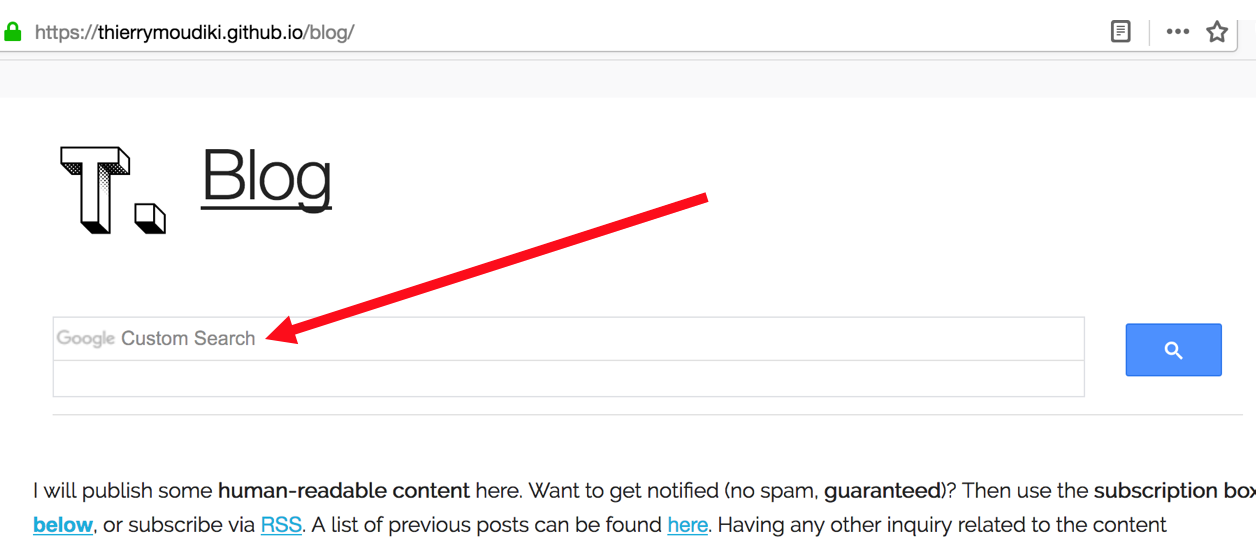 https://thierrymoudiki.github.io/blog/
T. Blog
Google Custom Search
I will publish some human-readable content here. Want to get notified (no spam, guaranteed)? Then use the subscription box
below, or subscribe via RSS. A list of previous posts can be found here. Having any other inquiry related to the content